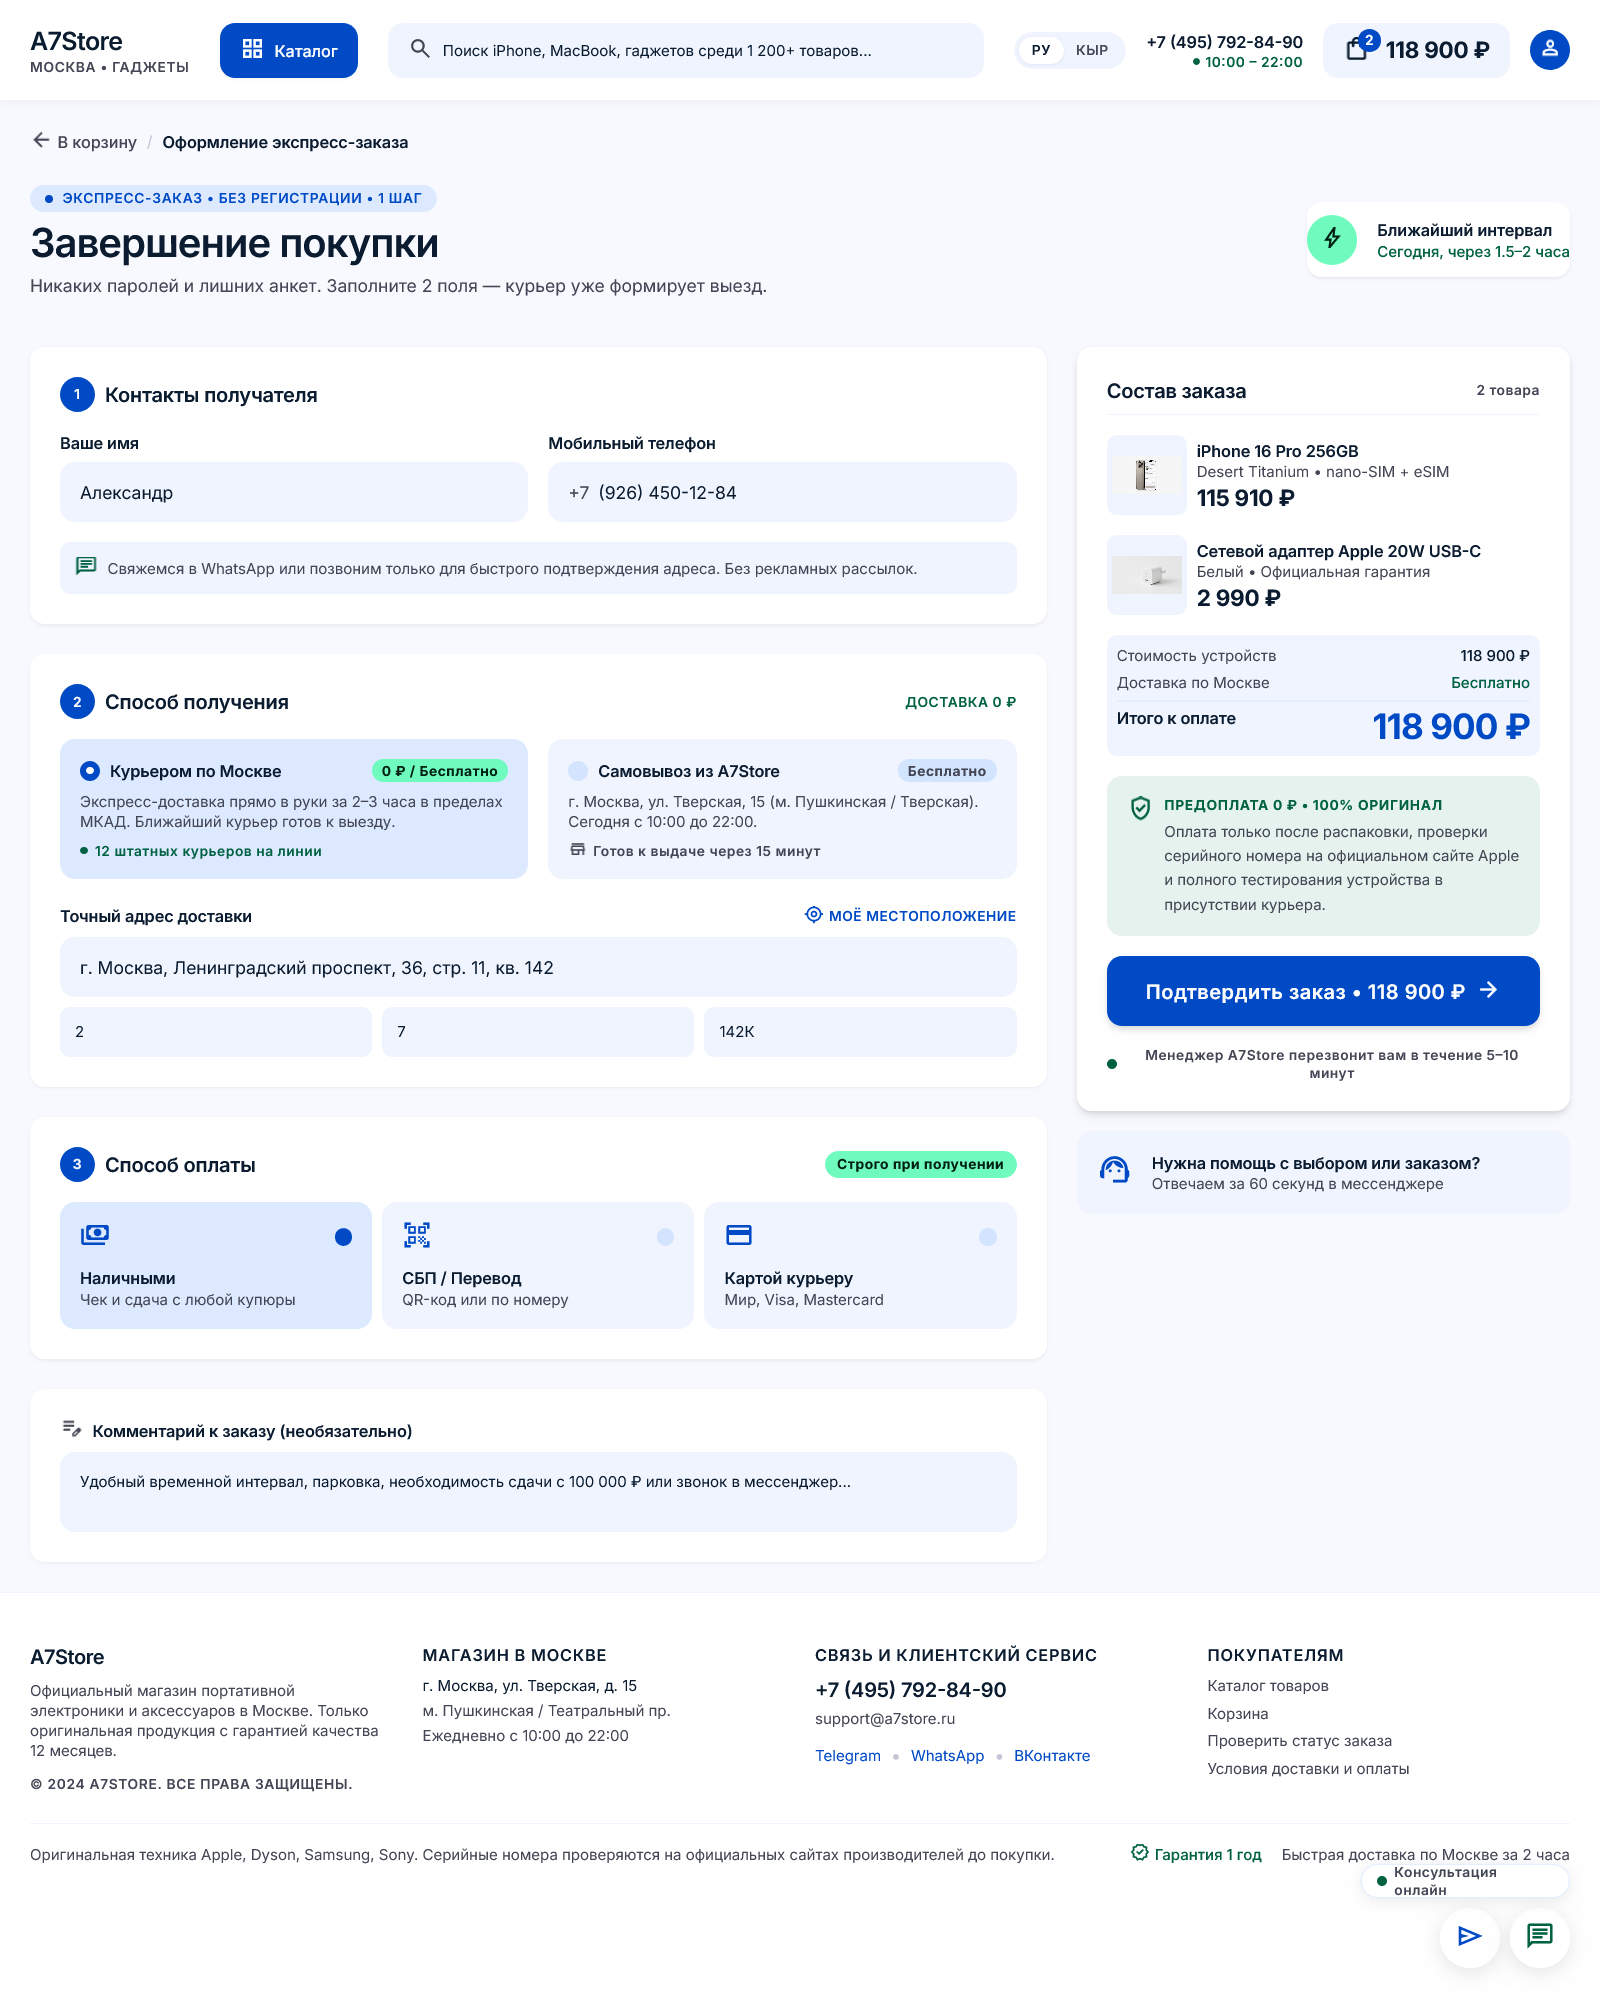 A7Store
МОСКВА • ГАДЖЕТЫ
Каталог
Поиск iPhone, MacBook, гаджетов среди 1 200+ товаров...
РУ
КЫР
+7 (495) 792-84-90
10:00 – 22:00
2
118 900 ₽
В корзину / Оформление экспресс-заказа
ЭКСПРЕСС-ЗАКАЗ • БЕЗ РЕГИСТРАЦИИ • 1 ШАГ
Завершение покупки
Никаких паролей и лишних анкет. Заполните 2 поля — курьер уже формирует выезд.
Ближайший интервал
Сегодня, через 1.5–2 часа
1
Контакты получателя
Ваше имя
Александр
Мобильный телефон
+7 (926) 450-12-84
Свяжемся в WhatsApp или позвоним только для быстрого подтверждения адреса. Без рекламных рассылок.
2
Способ получения
ДОСТАВКА 0 ₽
Курьером по Москве
0 ₽ / Бесплатно
Экспресс-доставка прямо в руки за 2–3 часа в пределах
МКАД. Ближайший курьер готов к выезду.
12 штатных курьеров на линии
Самовывоз из A7Store
Бесплатно
г. Москва, ул. Тверская, 15 (м. Пушкинская / Тверская).
Сегодня с 10:00 до 22:00.
Готов к выдаче через 15 минут
Точный адрес доставки
МОЁ МЕСТОПОЛОЖЕНИЕ
г. Москва, Ленинградский проспект, 36, стр. 11, кв. 142
2
7
142К
3
Способ оплаты
Строго при получении
Наличными
Чек и сдача с любой купюры
СБП / Перевод
QR-код или по номеру
Картой курьеру
Мир, Visa, Mastercard
Комментарий к заказу (необязательно)
Удобный временной интервал, парковка, необходимость сдачи с 100 000 ₽ или звонок в мессенджер...
Состав заказа
2 товара
iPhone 16 Pro 256GB
Desert Titanium • nano-SIM + eSIM
115 910 ₽
Сетевой адаптер Apple 20W USB-C
Белый • Официальная гарантия
2 990 ₽
Стоимость устройств
118 900 ₽
Доставка по Москве
Бесплатно
Итого к оплате
118 900 ₽
ПРЕДОПЛАТА 0 ₽ • 100% ОРИГИНАЛ
Оплата только после распаковки, проверки
серийного номера на официальном сайте Apple
и полного тестирования устройства в
присутствии курьера.
Подтвердить заказ • 118 900 ₽
Менеджер A7Store перезвонит вам в течение 5–10
минут
Нужна помощь с выбором или заказом?
Отвечаем за 60 секунд в мессенджере
A7Store
Официальный магазин портативной
электроники и аксессуаров в Москве. Только
оригинальная продукция с гарантией качества
12 месяцев.
© 2024 A7STORE. ВСЕ ПРАВА ЗАЩИЩЕНЫ.
МАГАЗИН В МОСКВЕ
г. Москва, ул. Тверская, д. 15
м. Пушкинская / Театральный пр.
Ежедневно с 10:00 до 22:00
СВЯЗЬ И КЛИЕНТСКИЙ СЕРВИС
+7 (495) 792-84-90
support@a7store.ru
Telegram • WhatsApp • ВКонтакте
ПОКУПАТЕЛЯМ
Каталог товаров
Корзина
Проверить статус заказа
Условия доставки и оплаты
Оригинальная техника Apple, Dyson, Samsung, Sony. Серийные номера проверяются на официальных сайтах производителей до покупки.
Гарантия 1 год
Быстрая доставка по Москве за 2 часа
Консультация
онлайн